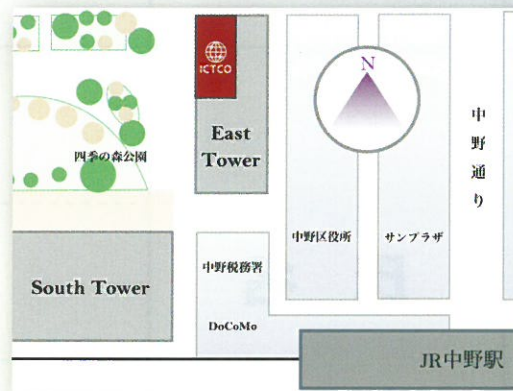 ICTCO
N
East
Tower
中野通り
四季の森公園
中野区役所
サンプラザ
中野税務署
South Tower
DoCoMo
JR中野駅